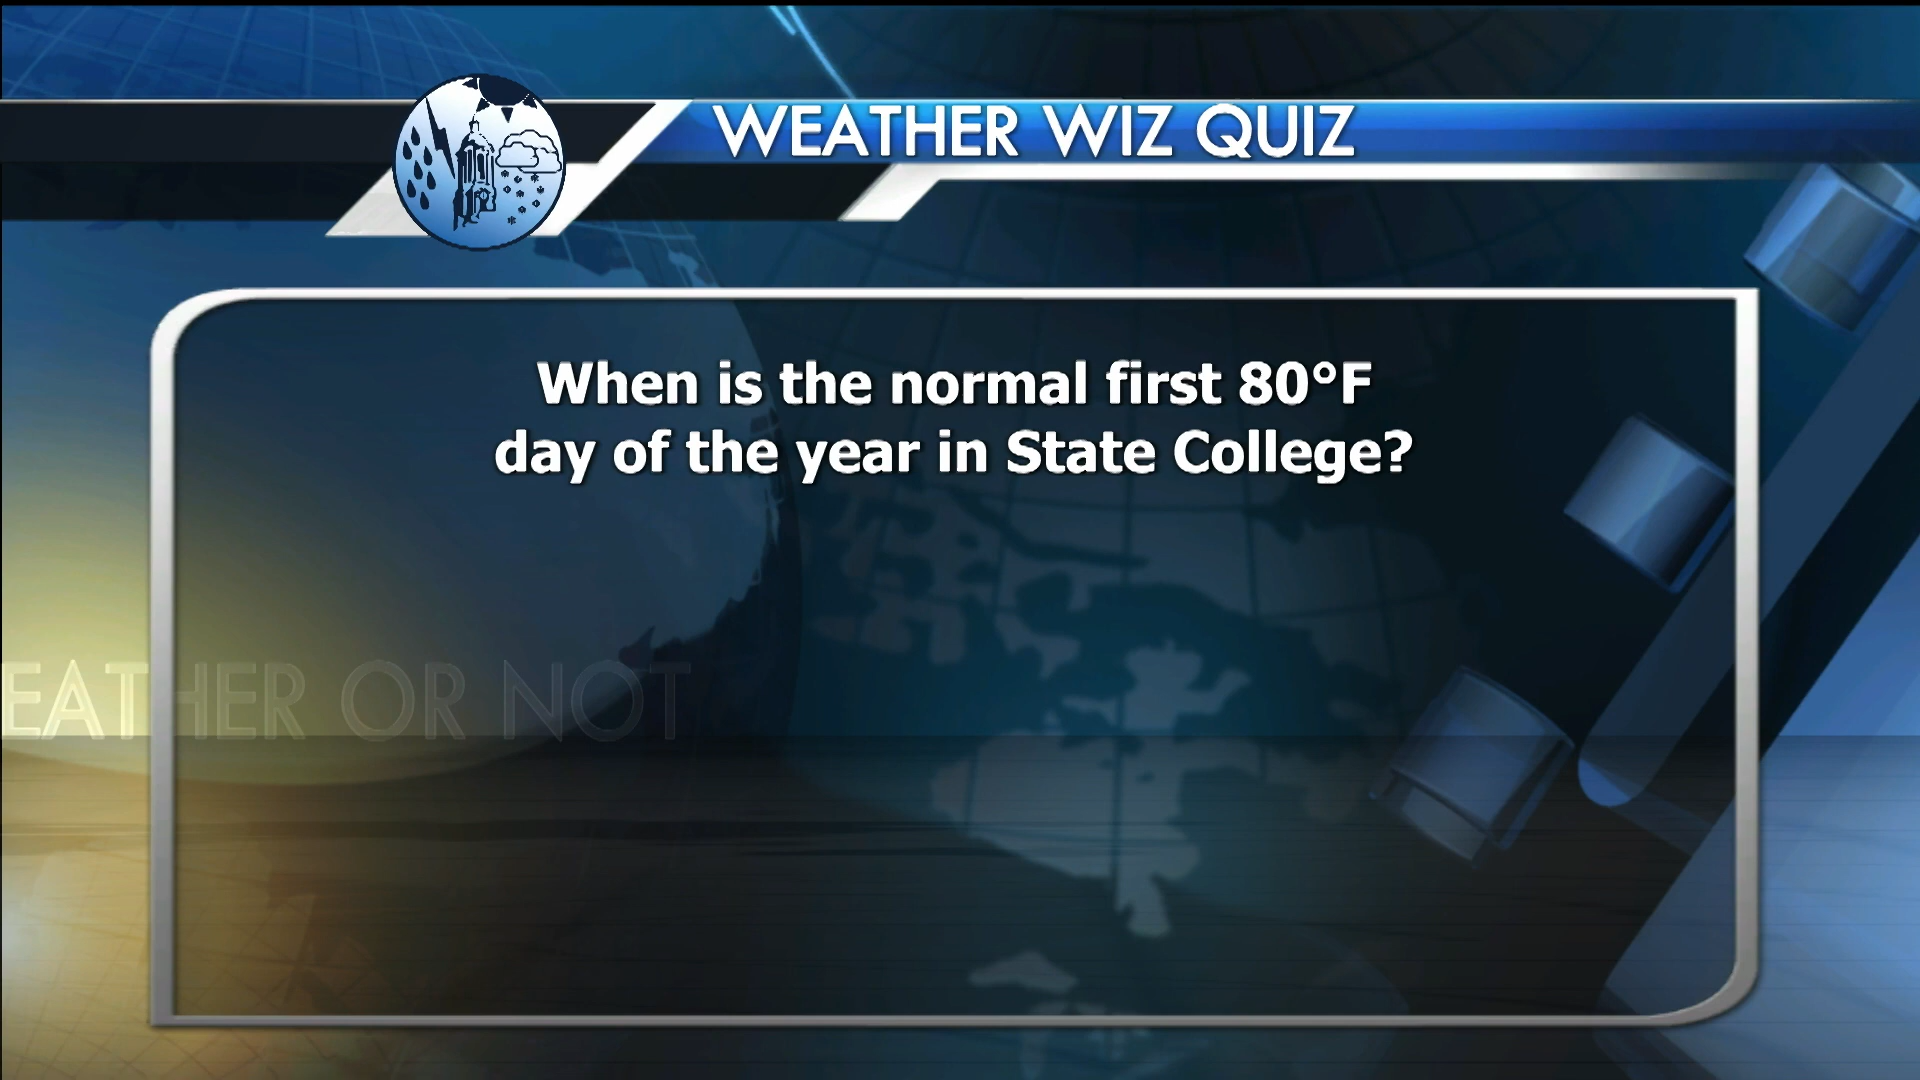 WEATHER WIZ QUIZ
When is the normal first 80°F
day of the year in State College?
EATHER OR NOT